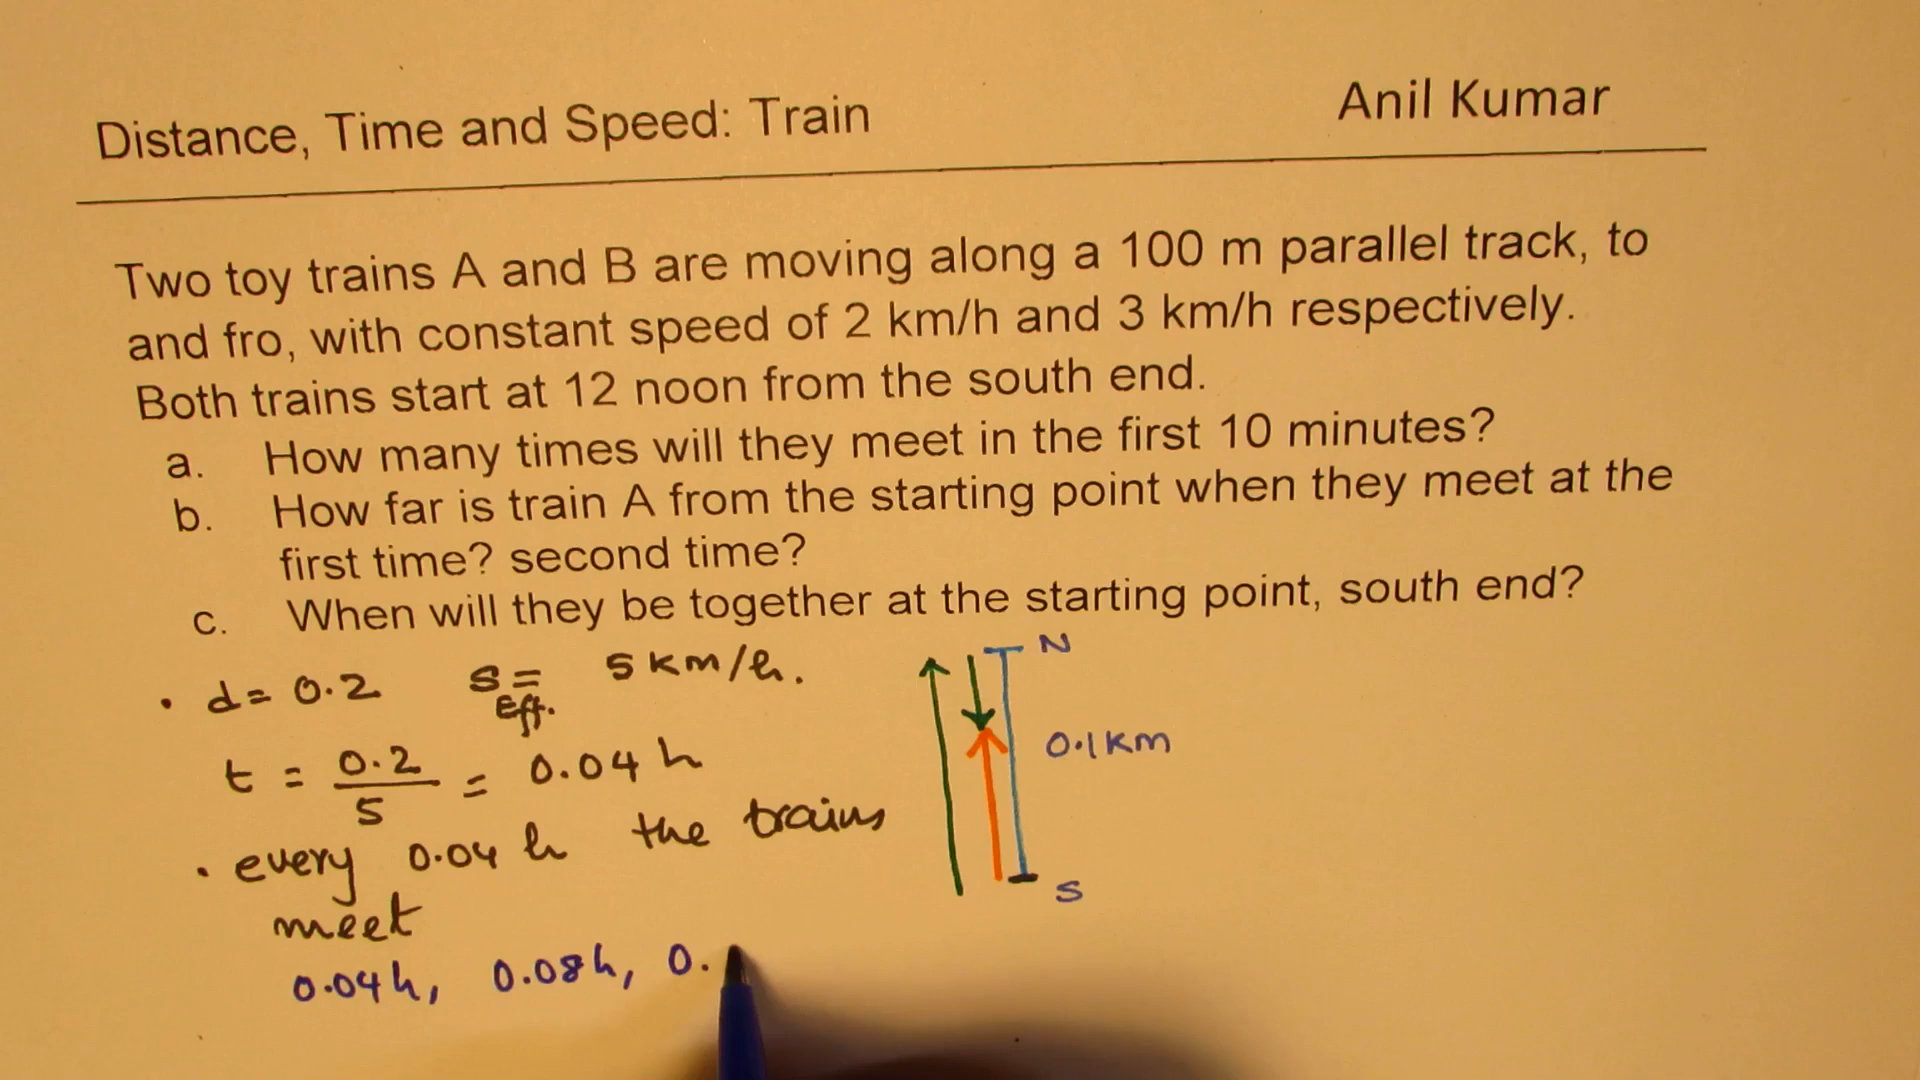 Distance, Time and Speed: Train
Anil Kumar
Two toy trains A and B are moving along a 100 m parallel track, to
and fro, with constant speed of 2 km/h and 3 km/h respectively.
Both trains start at 12 noon from the south end.
a. How many times will they meet in the first 10 minutes?
b. How far is train A from the starting point when they meet at the
first time? second time?
c. When will they be together at the starting point, south end?
• d = 0.2 S Eff. = 5 km/h.
t = 0.2/5 = 0.04 h
• every 0.04 h the trains
meet
0.04h, 0.08h, 0.
N
0.1 km
S